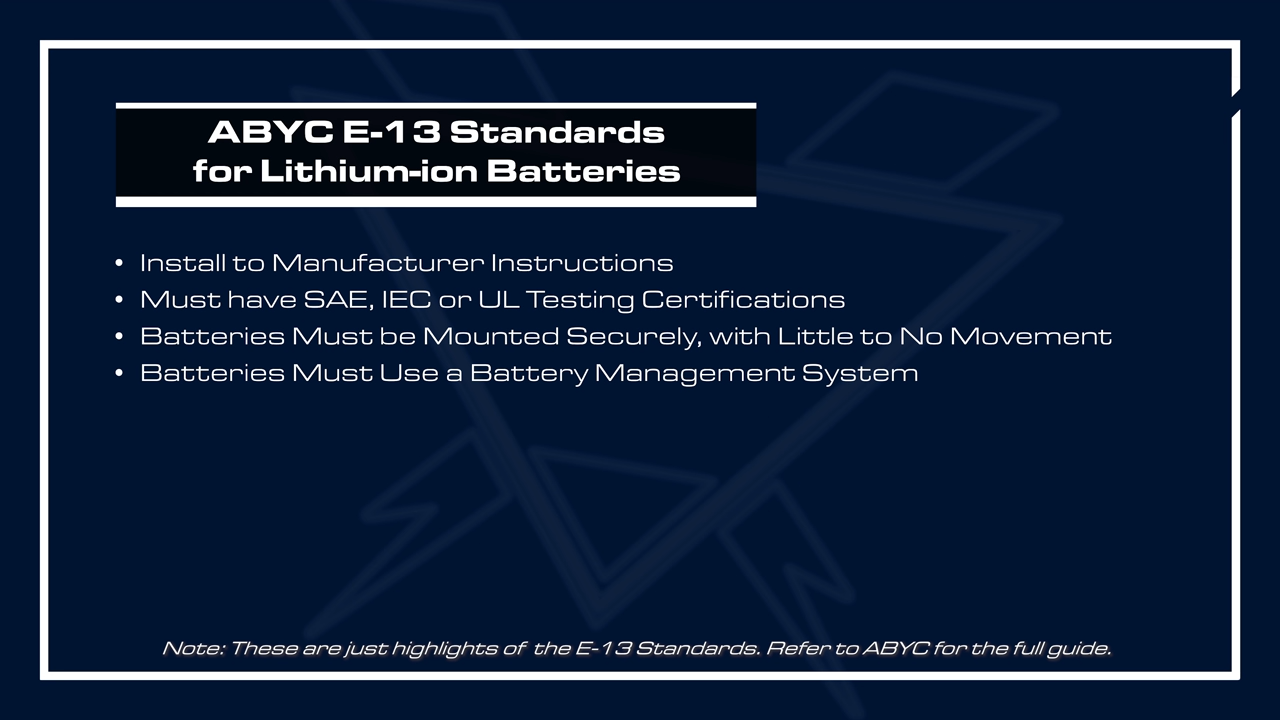 ABYC E-13 Standards
for Lithium-ion Batteries
• Install to Manufacturer Instructions
• Must have SAE, IEC or UL Testing Certifications
• Batteries Must be Mounted Securely, with Little to No Movement
• Batteries Must Use a Battery Management System
Note: These are just highlights of the E-13 Standards. Refer to ABYC for the full guide.